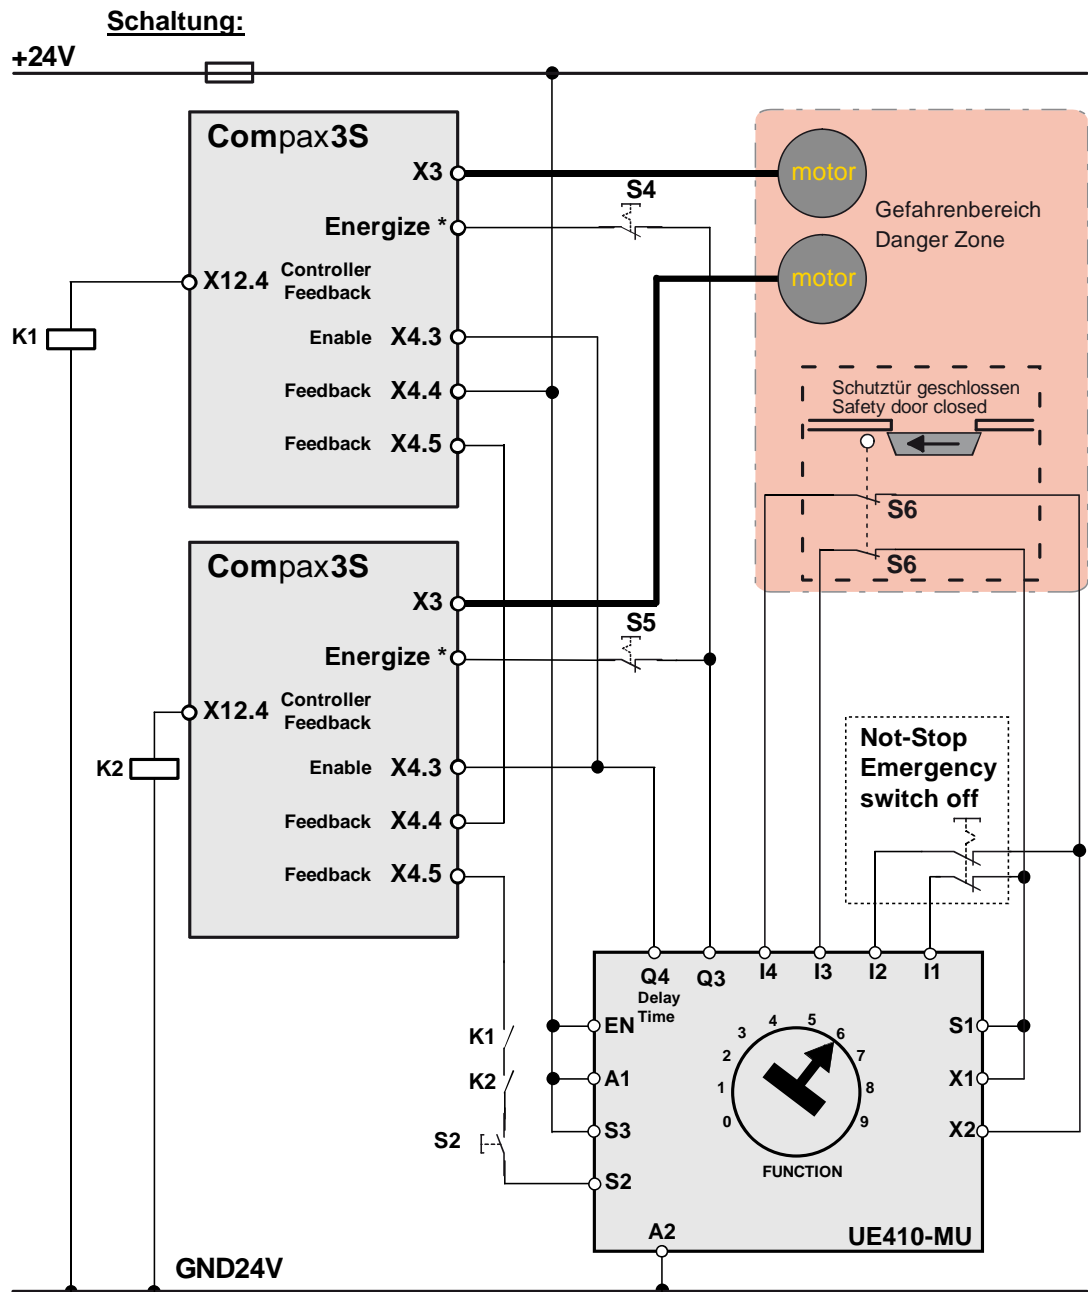 Schaltung:
+24V
Compax3S
X3
Energize *
X12.4
Controller
Feedback
Enable X4.3
Feedback X4.4
Feedback X4.5
K1
S4
motor
motor
Gefahrenbereich
Danger Zone
Schutztür geschlossen
Safety door closed
S6
S6
Compax3S
X3
Energize *
X12.4
Controller
Feedback
Enable X4.3
Feedback X4.4
Feedback X4.5
K2
S5
Not-Stop
Emergency
switch off
Q4
Delay
Time
Q3
I4
I3
I2
I1
K1
K2
S2
EN
A1
S3
S2
0
1
2
3
4
5
6
7
8
9
FUNCTION
S1
X1
X2
A2
UE410-MU
GND24V